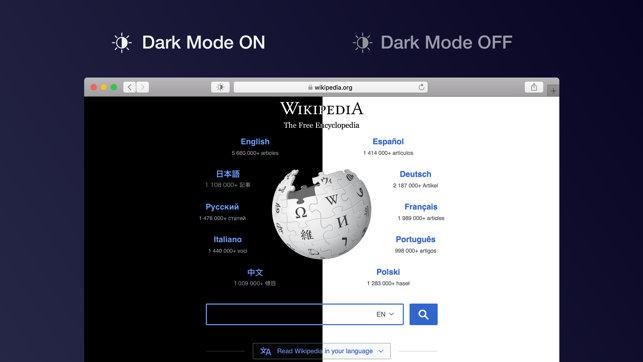 Dark Mode ON
Dark Mode OFF
wikipedia.org
WIKIPEDIA
The Free Encyclopedia
English
5 680 000+ articles
Español
1 414 000+ artículos
日本語
1 108 000+ 記事
Deutsch
2 187 000+ Artikel
Русский
1 476 000+ статей
Français
1 989 000+ articles
Italiano
1 440 000+ voci
Português
998 000+ artigos
中文
1 009 000+ 條目
Polski
1 283 000+ haseł
Ω
W
維
И
EN
Read Wikipedia in your language